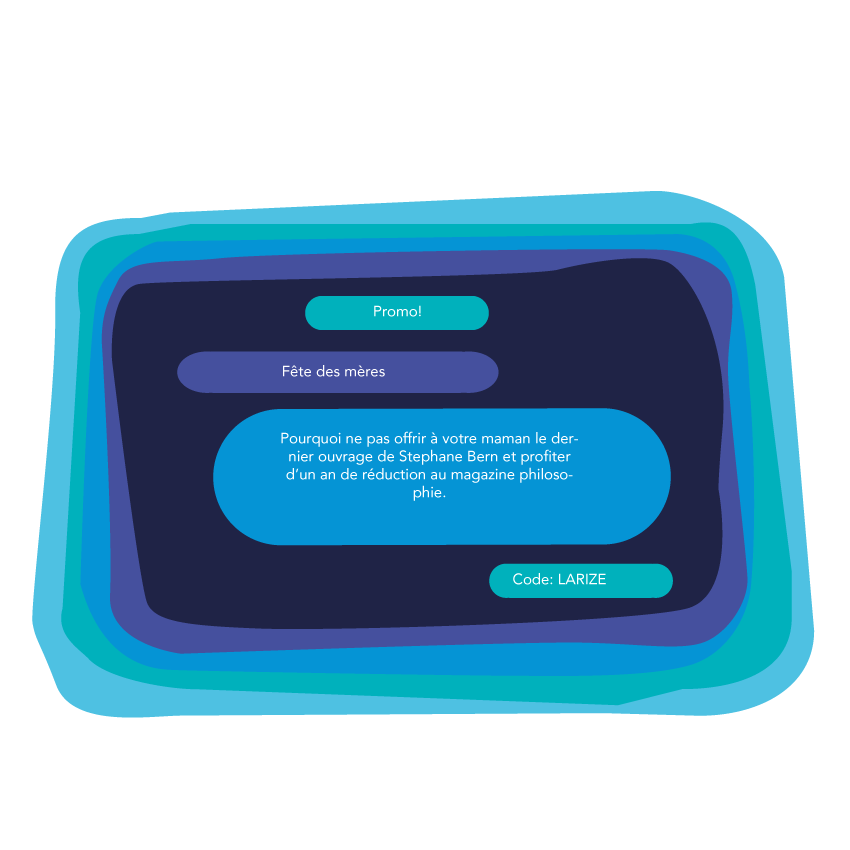 Promo!
Fête des mères
Pourquoi ne pas offrir à votre maman le der-
nier ouvrage de Stephane Bern et profiter
d'un an de réduction au magazine philoso-
phie.
Code: LARIZE